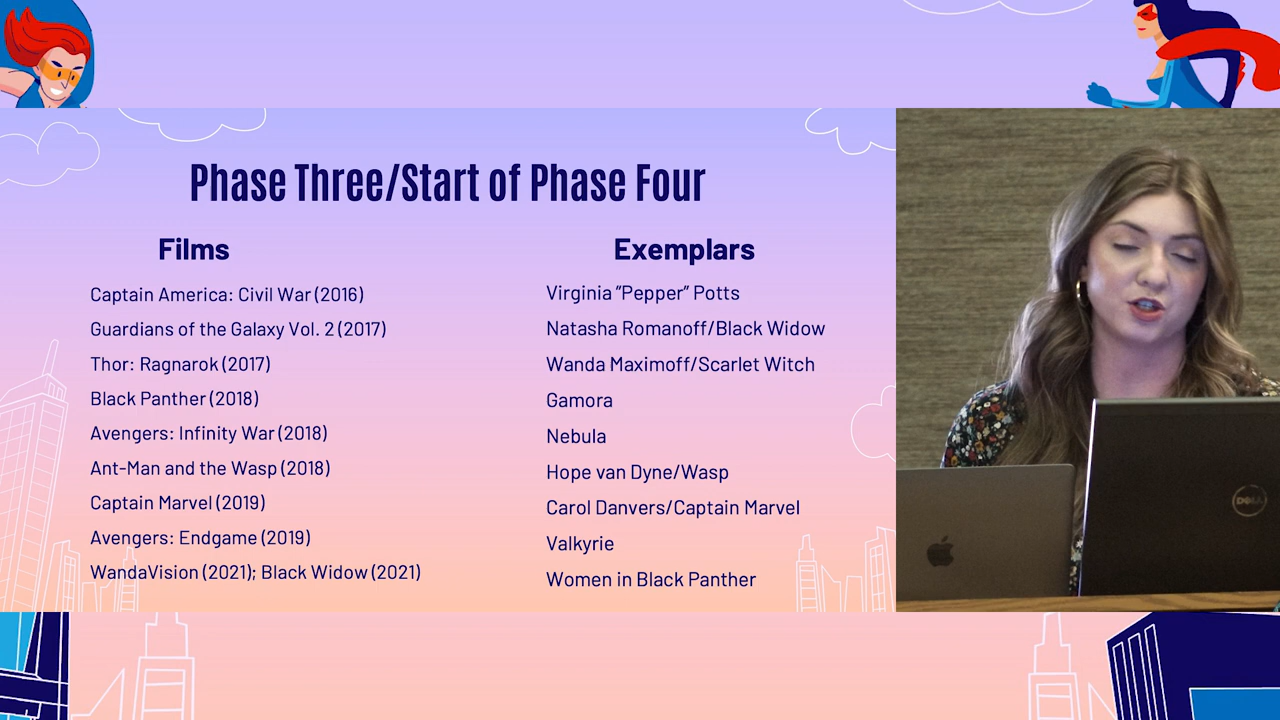 Phase Three/Start of Phase Four
Films
Captain America: Civil War (2016)
Guardians of the Galaxy Vol. 2 (2017)
Thor: Ragnarok (2017)
Black Panther (2018)
Avengers: Infinity War (2018)
Ant-Man and the Wasp (2018)
Captain Marvel (2019)
Avengers: Endgame (2019)
WandaVision (2021); Black Widow (2021)
Exemplars
Virginia "Pepper" Potts
Natasha Romanoff/Black Widow
Wanda Maximoff/Scarlet Witch
Gamora
Nebula
Hope van Dyne/Wasp
Carol Danvers/Captain Marvel
Valkyrie
Women in Black Panther
DELL